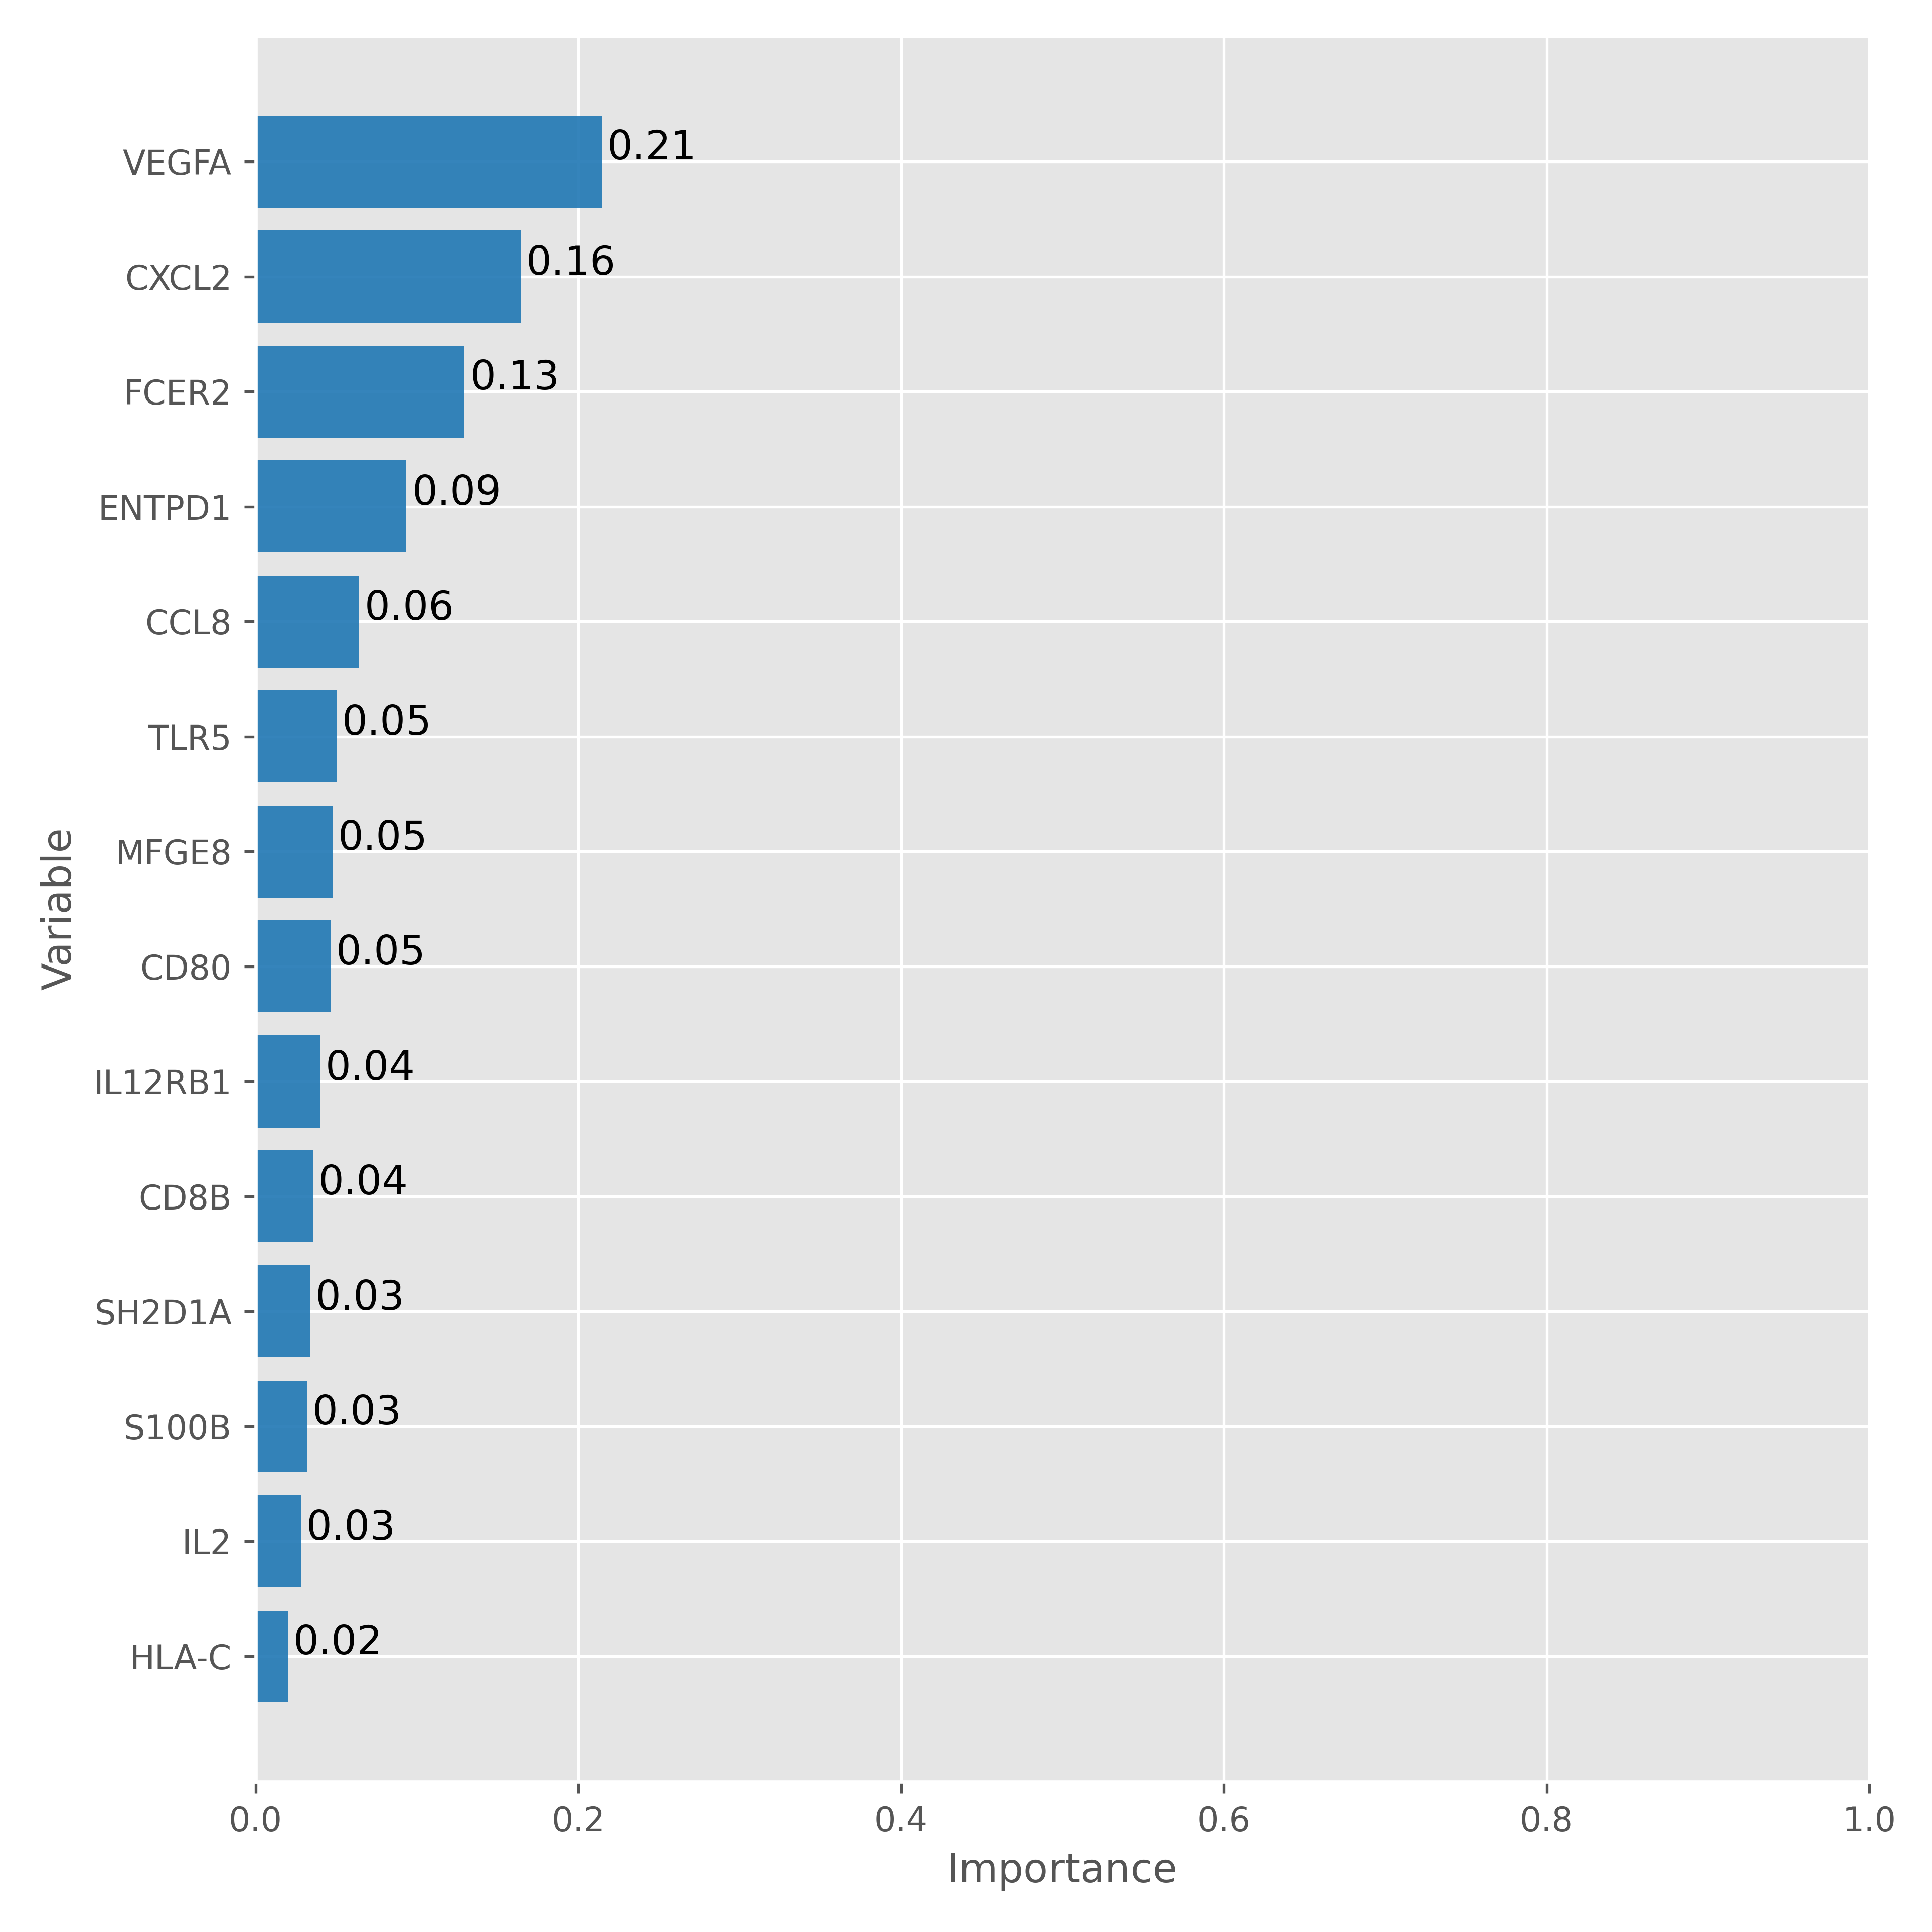 VEGFA 0.21
CXCL2 0.16
FCER2 0.13
ENTPD1 0.09
CCL8 0.06
TLR5 0.05
MFGE8 0.05
CD80 0.05
IL12RB1 0.04
CD8B 0.04
SH2D1A 0.03
S100B 0.03
IL2 0.03
HLA-C 0.02
Variable
0.0 0.2 0.4 0.6 0.8 1.0
Importance